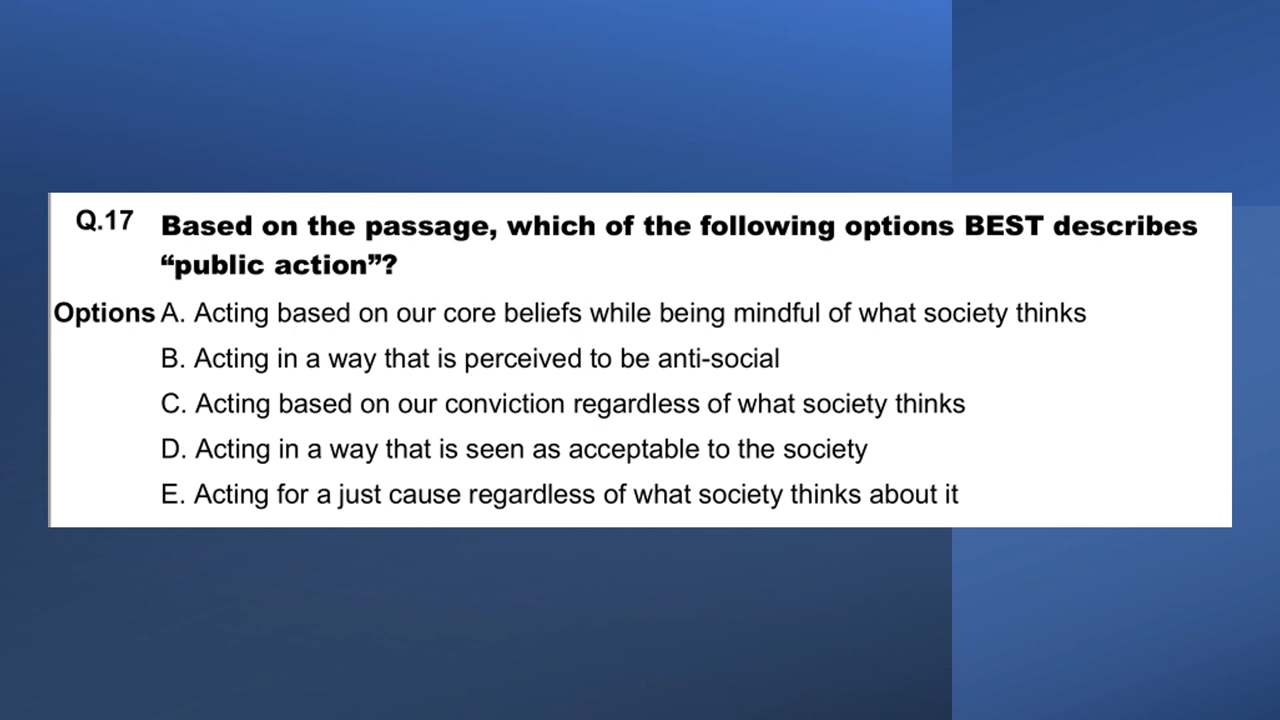 Q.17 Based on the passage, which of the following options BEST describes
“public action”?
Options A. Acting based on our core beliefs while being mindful of what society thinks
B. Acting in a way that is perceived to be anti-social
C. Acting based on our conviction regardless of what society thinks
D. Acting in a way that is seen as acceptable to the society
E. Acting for a just cause regardless of what society thinks about it